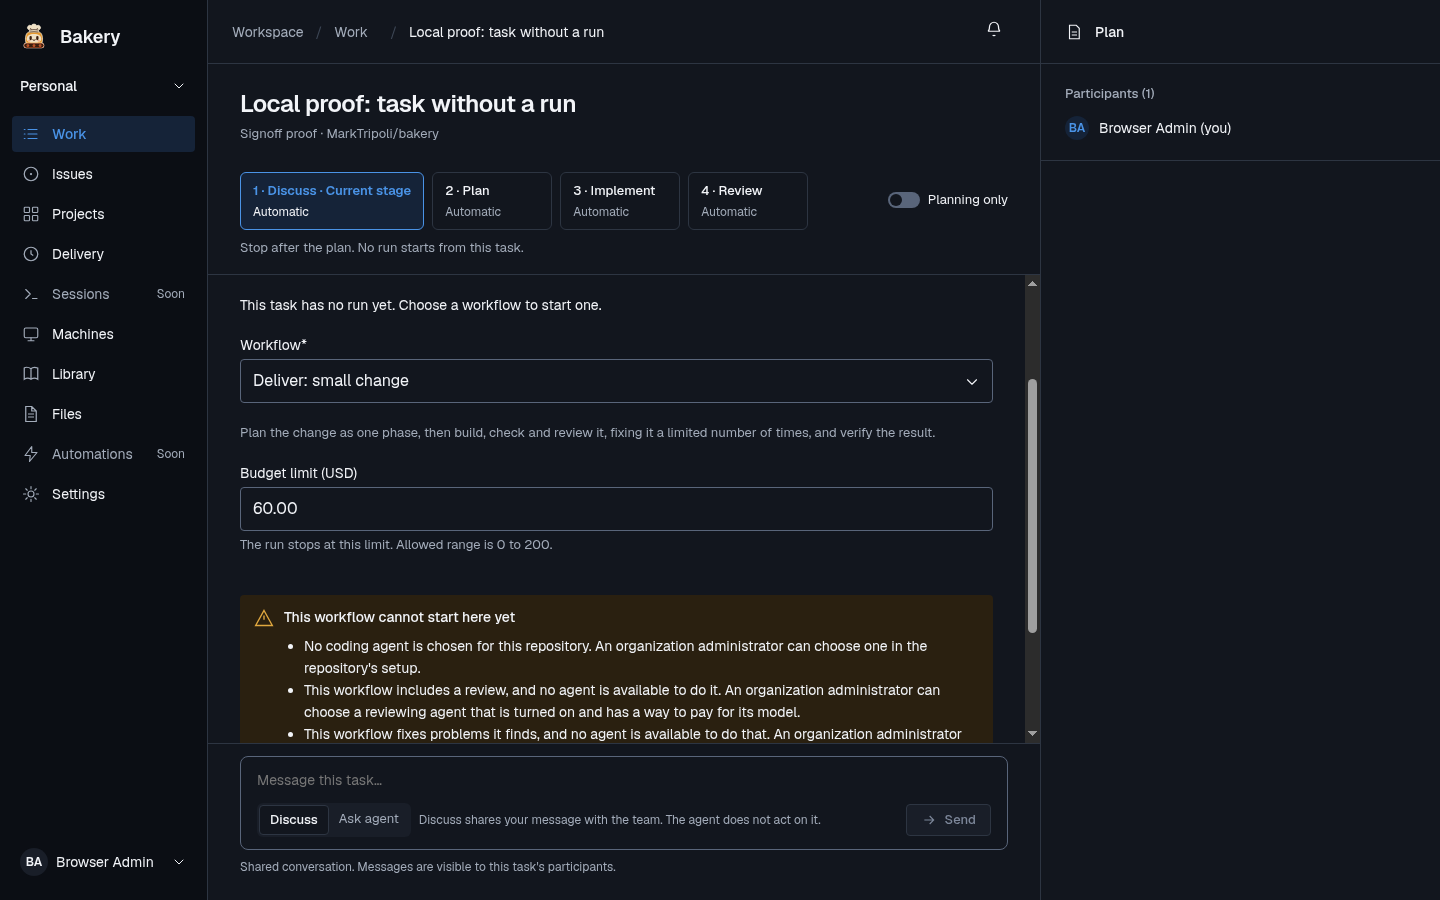 Bakery
Personal
Work
Issues
Projects
Delivery
Sessions Soon
Machines
Library
Files
Automations Soon
Settings
BA Browser Admin
Workspace / Work / Local proof: task without a run
Local proof: task without a run
Signoff proof · MarkTripoli/bakery
1 · Discuss · Current stage
Automatic
2 · Plan
Automatic
3 · Implement
Automatic
4 · Review
Automatic
Planning only
Stop after the plan. No run starts from this task.
This task has no run yet. Choose a workflow to start one.
Workflow*
Deliver: small change
Plan the change as one phase, then build, check and review it, fixing it a limited number of times, and verify the result.
Budget limit (USD)
60.00
The run stops at this limit. Allowed range is 0 to 200.
This workflow cannot start here yet
• No coding agent is chosen for this repository. An organization administrator can choose one in the
repository's setup.
• This workflow includes a review, and no agent is available to do it. An organization administrator can
choose a reviewing agent that is turned on and has a way to pay for its model.
• This workflow fixes problems it finds, and no agent is available to do that. An organization administrator
Message this task...
Discuss Ask agent Discuss shares your message with the team. The agent does not act on it. → Send
Shared conversation. Messages are visible to this task's participants.
Plan
Participants (1)
BA Browser Admin (you)